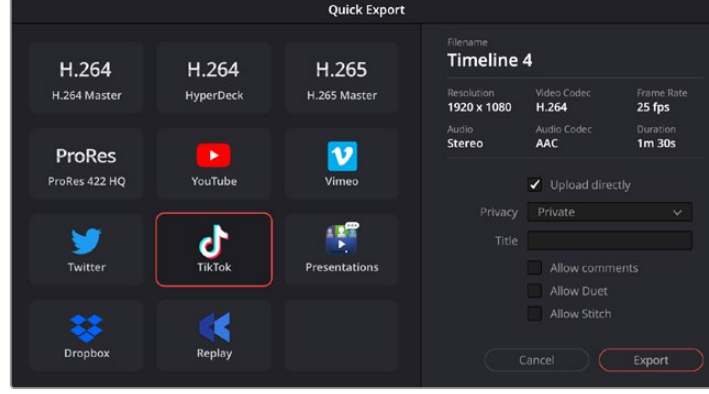 Quick Export
H.264
H.264 Master
H.264
HyperDeck
H.265
H.265 Master
ProRes
ProRes 422 HQ
YouTube
Vimeo
Twitter
TikTok
Presentations
Dropbox
Replay
Filename
Timeline 4
Resolution
1920 x 1080
Video Codec
H.264
Frame Rate
25 fps
Audio
Stereo
Audio Codec
AAC
Duration
1m 30s
Upload directly
Privacy
Private
Title
Allow comments
Allow Duet
Allow Stitch
Cancel
Export